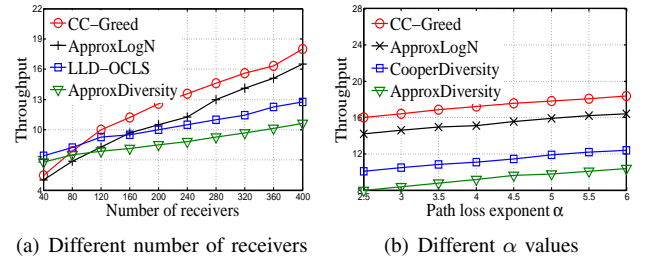 22
19
16
13
10
7
4
Throughput
CC-Greed
ApproxLogN
LLD-OCLS
ApproxDiversity
40 80 120 160 200 240 280 320 360 400
Number of receivers
(a) Different number of receivers
28
24
20
16
12
8
Throughput
CC-Greed
ApproxLogN
CooperDiversity
ApproxDiversity
2.5 3 3.5 4 4.5 5 5.5 6
Path loss exponent α
(b) Different α values